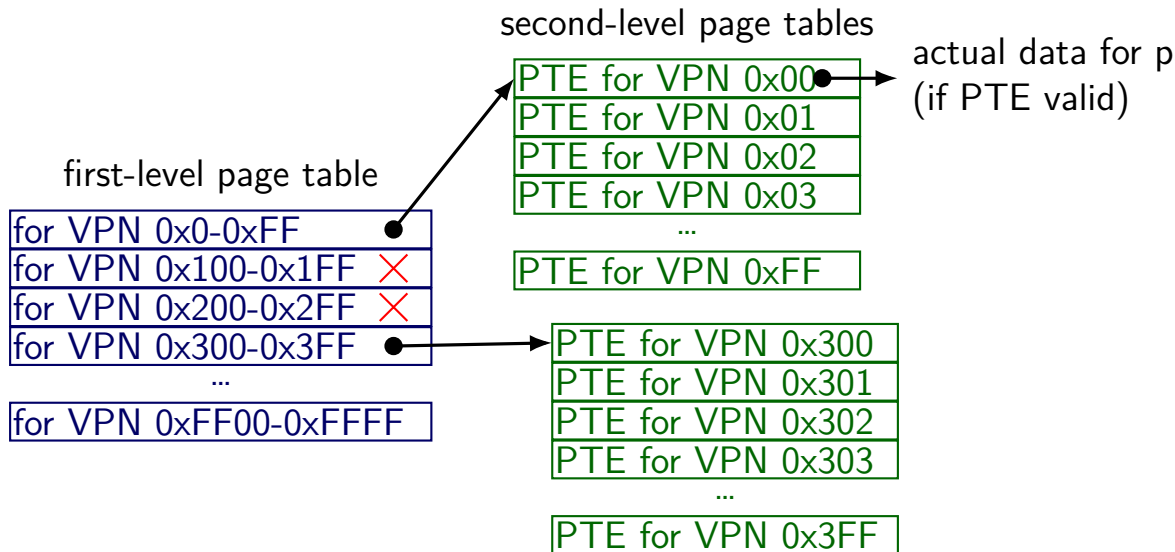 second-level page tables
actual data for p
(if PTE valid)
PTE for VPN 0x00
PTE for VPN 0x01
PTE for VPN 0x02
PTE for VPN 0x03
...
PTE for VPN 0xFF
first-level page table
for VPN 0x0-0xFF
for VPN 0x100-0x1FF
for VPN 0x200-0x2FF
for VPN 0x300-0x3FF
...
for VPN 0xFF00-0xFFFF
PTE for VPN 0x300
PTE for VPN 0x301
PTE for VPN 0x302
PTE for VPN 0x303
...
PTE for VPN 0x3FF